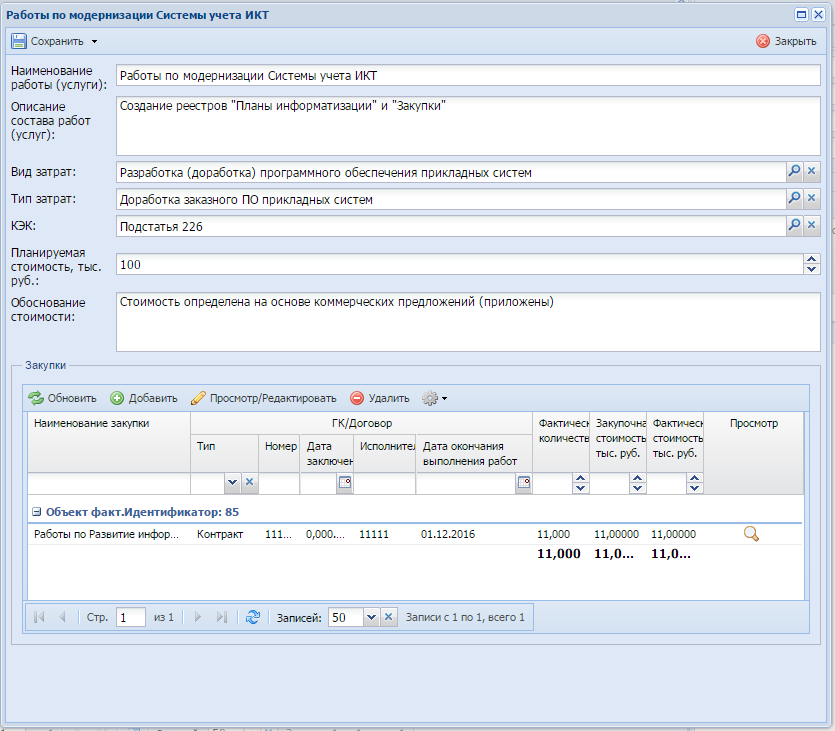 Работы по модернизации Системы учета ИКТ
Сохранить
Закрыть
Наименование
работы (услуги):
Работы по модернизации Системы учета ИКТ
Описание
состава работ
(услуг):
Создание реестров "Планы информатизации" и "Закупки"
Вид затрат:
Разработка (доработка) программного обеспечения прикладных систем
Тип затрат:
Доработка заказного ПО прикладных систем
КЭК:
Подстатья 226
Планируемая
стоимость, тыс.
руб.:
100
Обоснование
стоимости:
Стоимость определена на основе коммерческих предложений (приложены)
Закупки
Обновить Добавить Просмотр/Редактировать Удалить
Наименование закупки
ГК/Договор
Тип
Номер
Дата
заключен
Исполнител
Дата окончания
выполнения работ
Фактическ
количеств
Закупочна
стоимость
тыс. руб.
Фактическ
стоимость
тыс. руб.
Просмотр
Объект факт.Идентификатор: 85
Работы по Развитие инфор... Контракт 111... 0,000.... 11111 01.12.2016 11,000 11,00000 11,00000
11,000 11,0... 11,0...
Стр. 1 из 1 Записей: 50 Записи с 1 по 1, всего 1